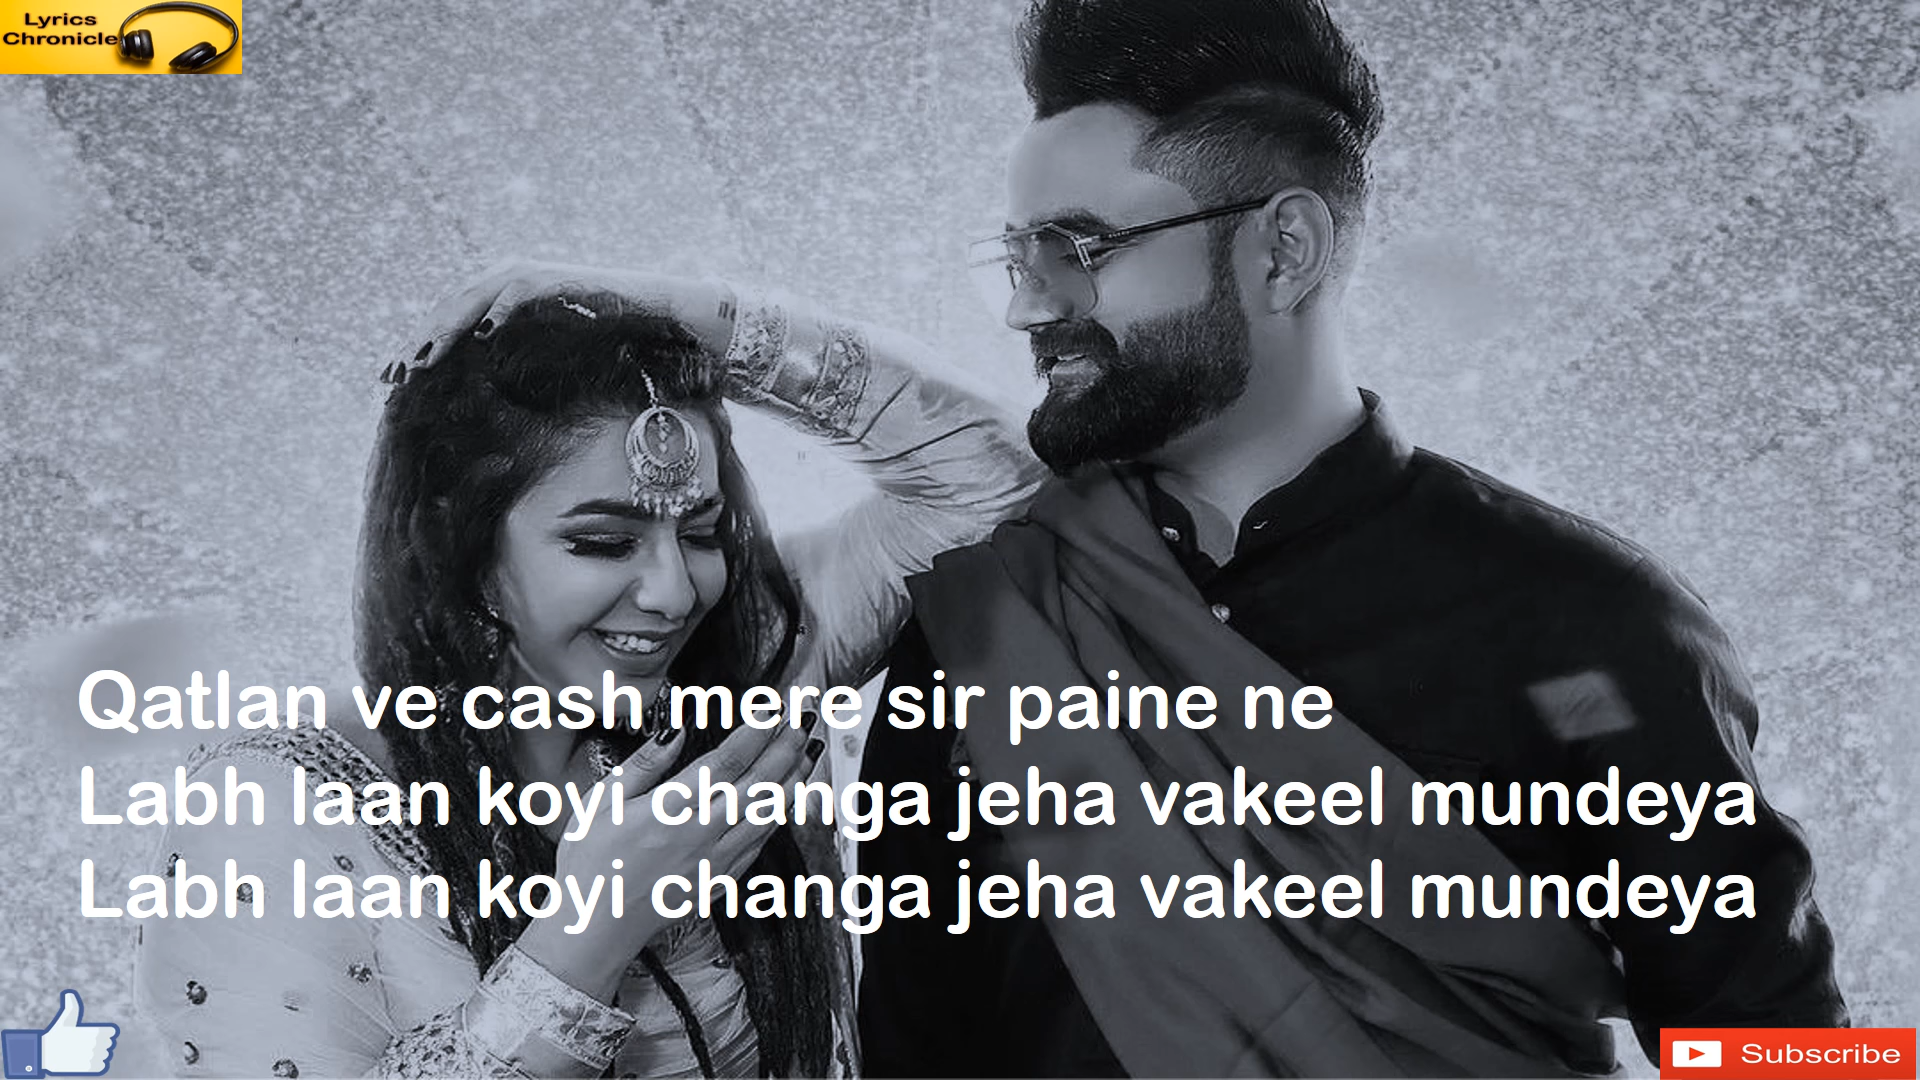 Lyrics
Chronicle
Qatlan ve cash mere sir paine ne
Labh laan koyi changa jeha vakeel mundeya
Labh laan koyi changa jeha vakeel mundeya
Subscribe